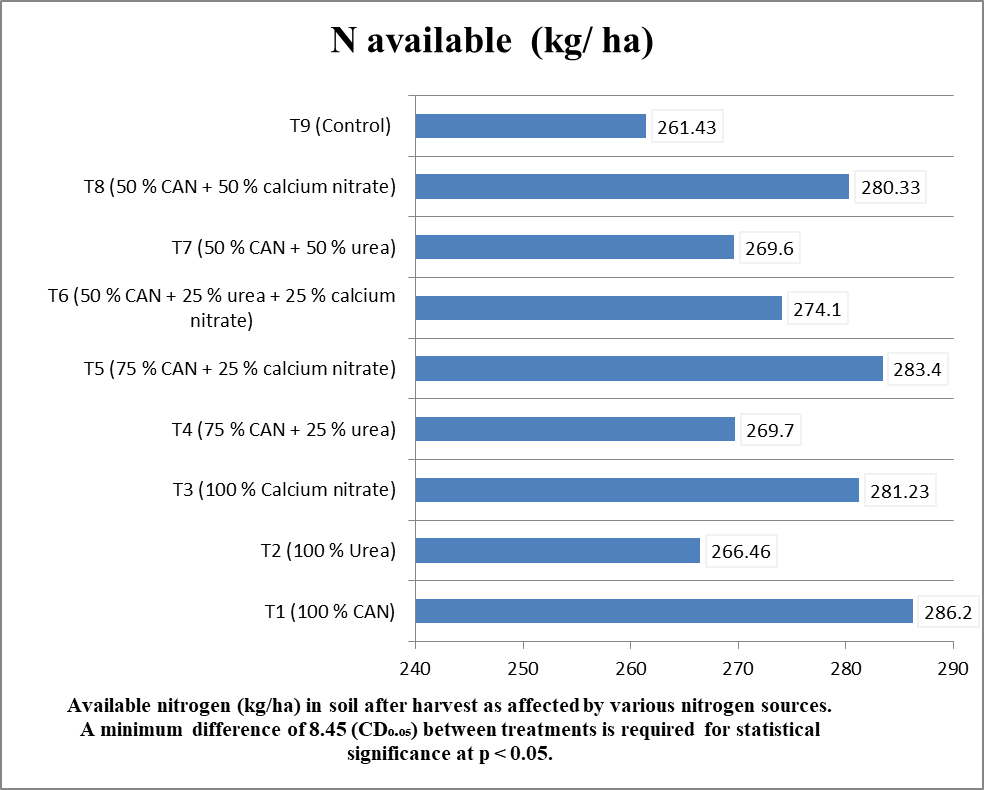 N available (kg/ ha)
T9 (Control)
261.43
T8 (50 % CAN + 50 % calcium nitrate)
280.33
T7 (50 % CAN + 50 % urea)
269.6
T6 (50 % CAN + 25 % urea + 25 % calcium
nitrate)
274.1
T5 (75 % CAN + 25 % calcium nitrate)
283.4
T4 (75 % CAN + 25 % urea)
269.7
T3 (100 % Calcium nitrate)
281.23
T2 (100 % Urea)
266.46
T1 (100 % CAN)
286.2
240 250 260 270 280 290
Available nitrogen (kg/ha) in soil after harvest as affected by various nitrogen sources.
A minimum difference of 8.45 (CD₀.₀₅) between treatments is required for statistical
significance at p < 0.05.